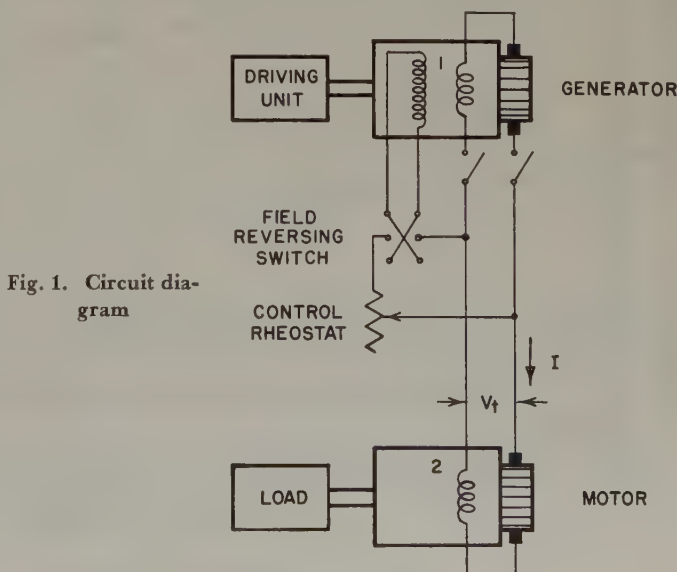 DRIVING
UNIT
1
GENERATOR
FIELD
REVERSING
SWITCH
Fig. 1. Circuit dia-
gram
CONTROL
RHEOSTAT
I
Vt
2
LOAD
MOTOR